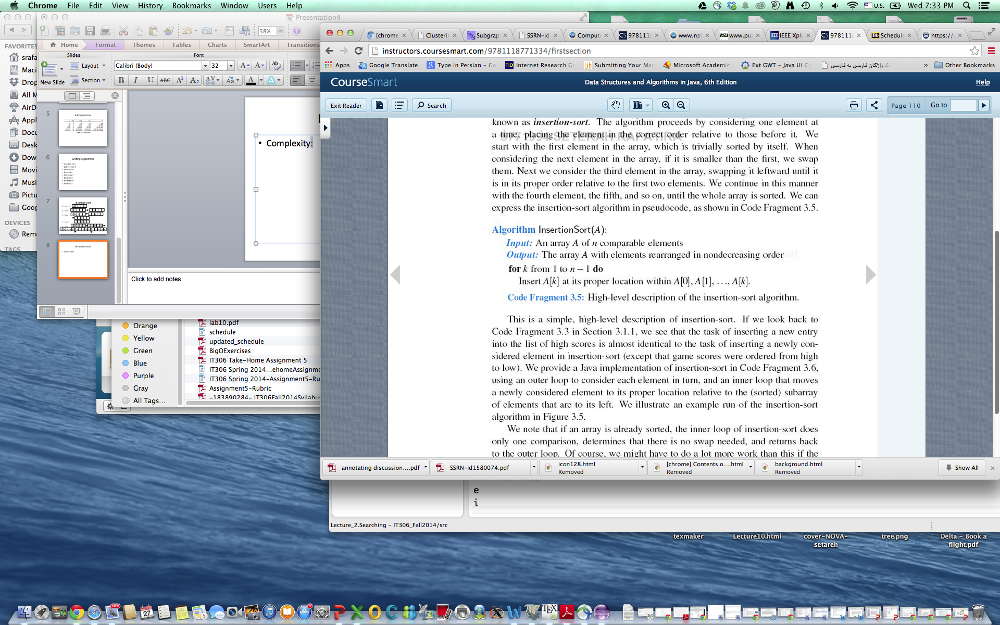 Chrome File Edit View History Bookmarks Window Users Help
U.S.
Wed 7:33 PM
Presentation4
58%
Home Format Themes Tables Charts SmartArt Transitions
Slides Font
New Slide
Layout
Section
Calibri (Body) 32
FAVORITES
srafa
Maci
Drop
All M
AirD
Appl
Docu
Desk
Dow
Movi
Musi
Pictu
Goog
DEVICES
Rem
TAGS
5
A Comparison
6
Sorting Algorithms
7
Insertion sort
8
Insertion sort
• Complexity
• Complexity:
Click to add notes
Orange
Yellow
Green
Blue
Purple
Gray
All Tags...
lab10.pdf
schedule
updated_schedule
BigOExercises
IT306 Take-Home Assignment 5
IT306 Spring 2014...ehomeAssignme
IT306 Spring 2014-Assignment5-Ru
Assignment5-Rubric
-183890284- IT306Fall2014Syllabus
[chrome Clusterin Subgrap SSRN-id Comput 978111 www.nsf www.pu IEEE Xpl 978111 Schedule https://
instructors.coursesmart.com/9781118771334/firstsection
Apps Google Translate Type in Persian - Go Internet Research Gr Submitting Your Ma Microsoft Academic Ext GWT - Java UI Co واژگان فارسی به فارسی » Other Bookmarks
CourseSmart
Data Structures and Algorithms in Java, 6th Edition
Help
Exit Reader
Search
Page 110
Go to
known as insertion-sort. The algorithm proceeds by considering one element at
a time, placing the element in the correct order relative to those before it. We
start with the first element in the array, which is trivially sorted by itself. When
considering the next element in the array, if it is smaller than the first, we swap
them. Next we consider the third element in the array, swapping it leftward until it
is in its proper order relative to the first two elements. We continue in this manner
with the fourth element, the fifth, and so on, until the whole array is sorted. We can
express the insertion-sort algorithm in pseudocode, as shown in Code Fragment 3.5.
Algorithm InsertionSort(A):
Input: An array A of n comparable elements
Output: The array A with elements rearranged in nondecreasing order
for k from 1 to n − 1 do
Insert A[k] at its proper location within A[0], A[1], ..., A[k].
Code Fragment 3.5: High-level description of the insertion-sort algorithm.
This is a simple, high-level description of insertion-sort. If we look back to
Code Fragment 3.3 in Section 3.1.1, we see that the task of inserting a new entry
into the list of high scores is almost identical to the task of inserting a newly con-
sidered element in insertion-sort (except that game scores were ordered from high
to low). We provide a Java implementation of insertion-sort in Code Fragment 3.6,
using an outer loop to consider each element in turn, and an inner loop that moves
a newly considered element to its proper location relative to the (sorted) subarray
of elements that are to its left. We illustrate an example run of the insertion-sort
algorithm in Figure 3.5.
We note that if an array is already sorted, the inner loop of insertion-sort does
only one comparison, determines that there is no swap needed, and returns back
to the outer loop. Of course, we might have to do a lot more work than this if the
annotating discussion....pdf
SSRN-id1580074.pdf
icon128.html
Removed
[chrome] Contents o....html
Removed
background.html
Removed
Show All
e
i
Lecture_2.Searching - IT306_Fall2014/src
texmaker
Lecture10.html
cover-NOVA-
setareh
tree.png
Delta - Book a
flight.pdf